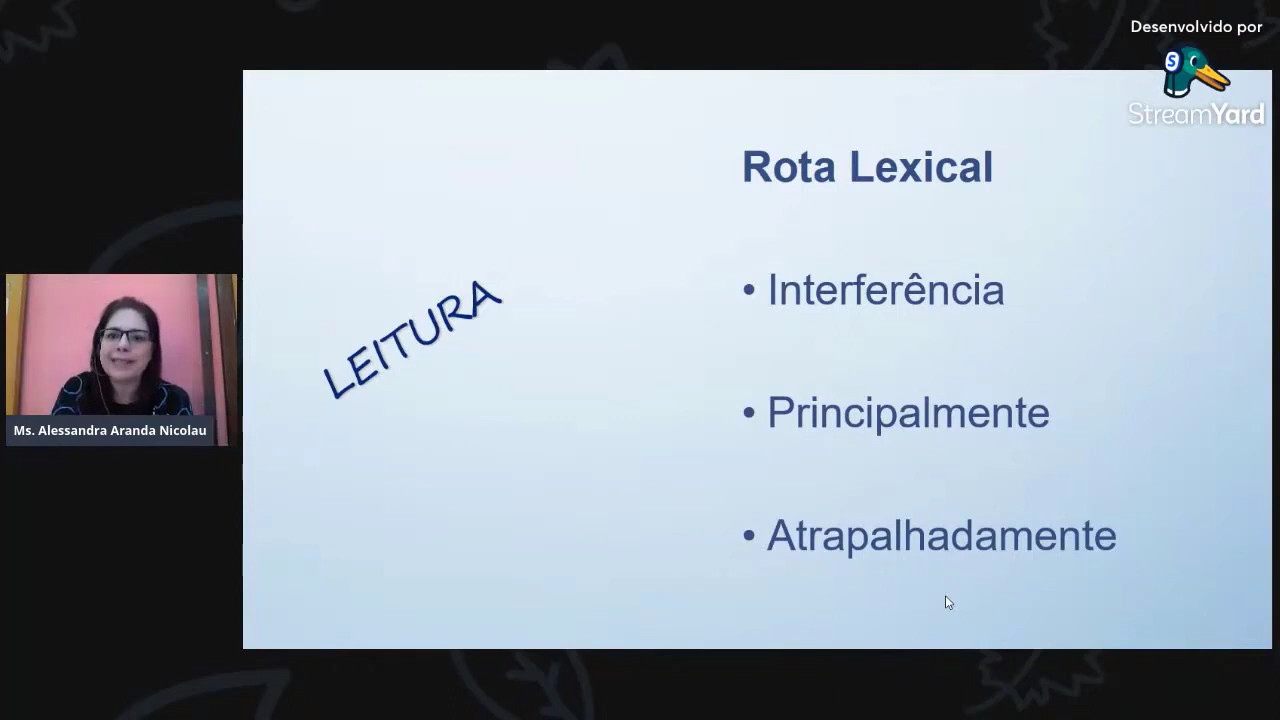 Desenvolvido por
StreamYard
Rota Lexical
• Interferência
LEITURA
• Principalmente
Ms. Alessandra Aranda Nicolau
• Atrapalhadamente